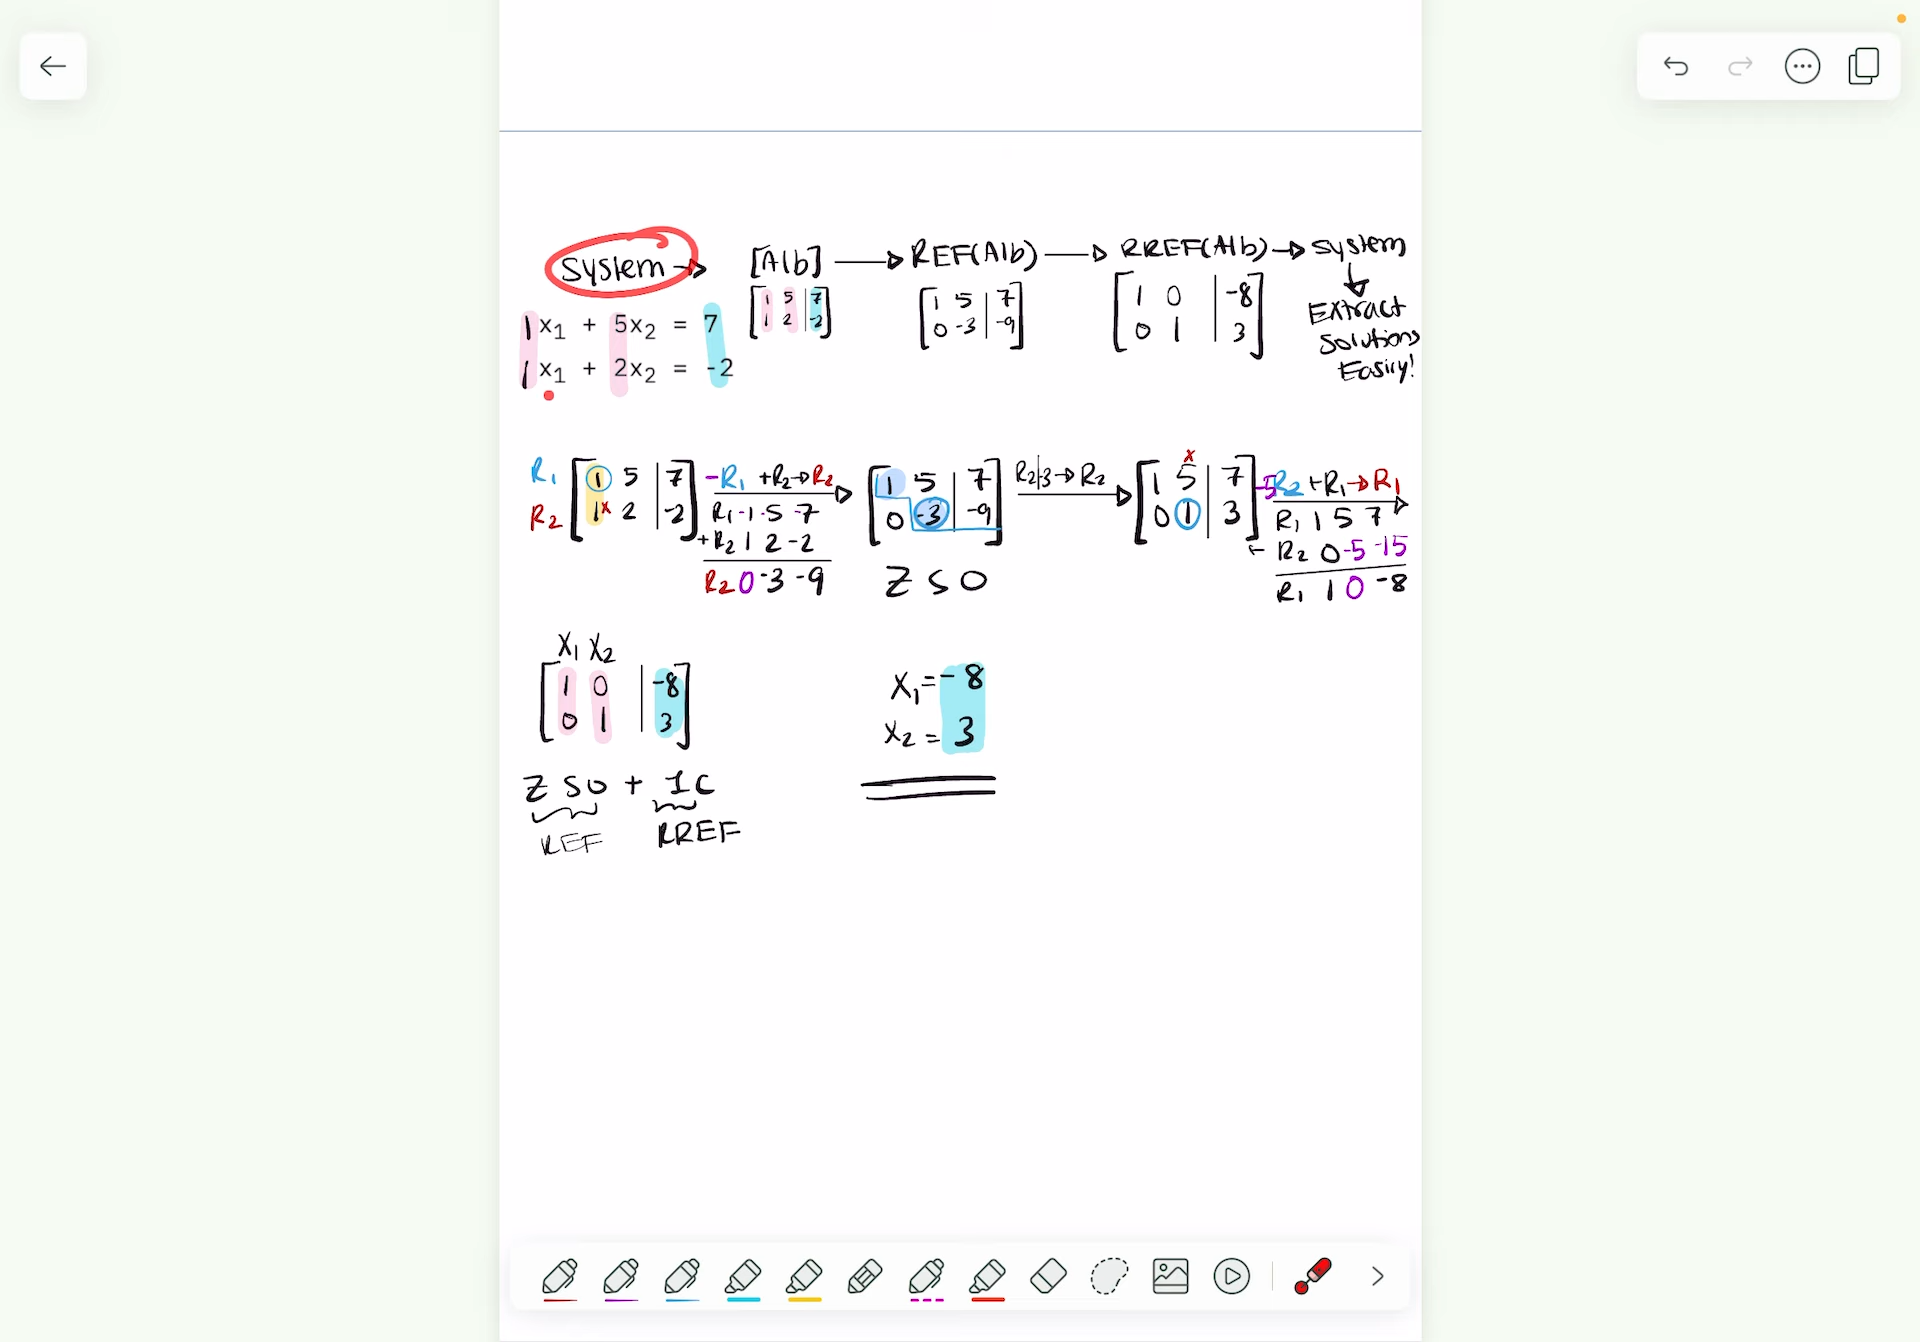 System → [A|b] → REF(A|b) → RREF(A|b) → System
1x₁ + 5x₂ = 7
1x₁ + 2x₂ = -2
1 5 | 7
1 2 | -2
1 5 | 7
0 -3 | -9
1 0 | -8
0 1 | 3
Extract
Solutions
Easily!
R₁ 1 5 | 7
R₂ 1 2 | -2
x
-R₁ +R₂→R₂
R₁ -1 -5 -7
+R₂ 1 2 -2
R₂ 0 -3 -9
1 5 | 7
0 -3 | -9
Z S O
R₂|-3→R₂
x
1 5 | 7
0 1 | 3
-5R₂ +R₁→R₁
R₁ 1 5 7
+ R₂ 0 -5 -15
R₁ 1 0 -8
X₁ X₂
1 0 | -8
0 1 | 3
Z S O + 1C
REF RREF
X₁ = -8
X₂ = 3